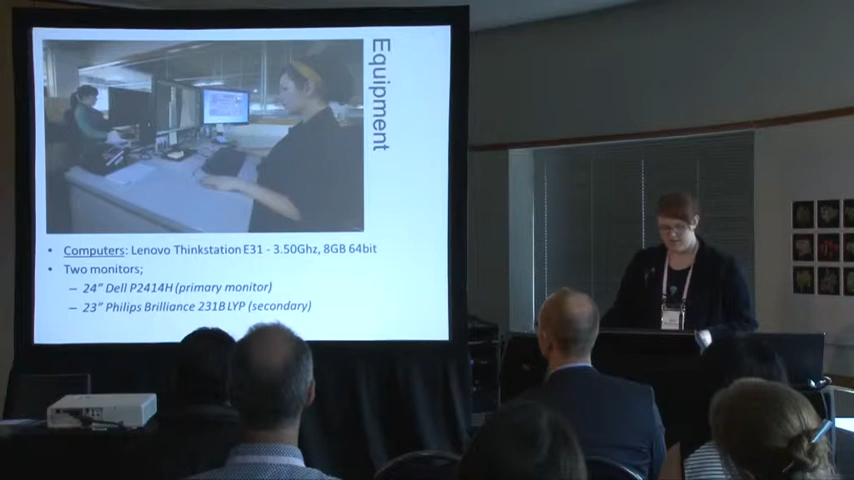 Equipment
• Computers: Lenovo Thinkstation E31 - 3.50Ghz, 8GB 64bit
• Two monitors;
– 24" Dell P2414H (primary monitor)
– 23" Philips Brilliance 231B LYP (secondary)